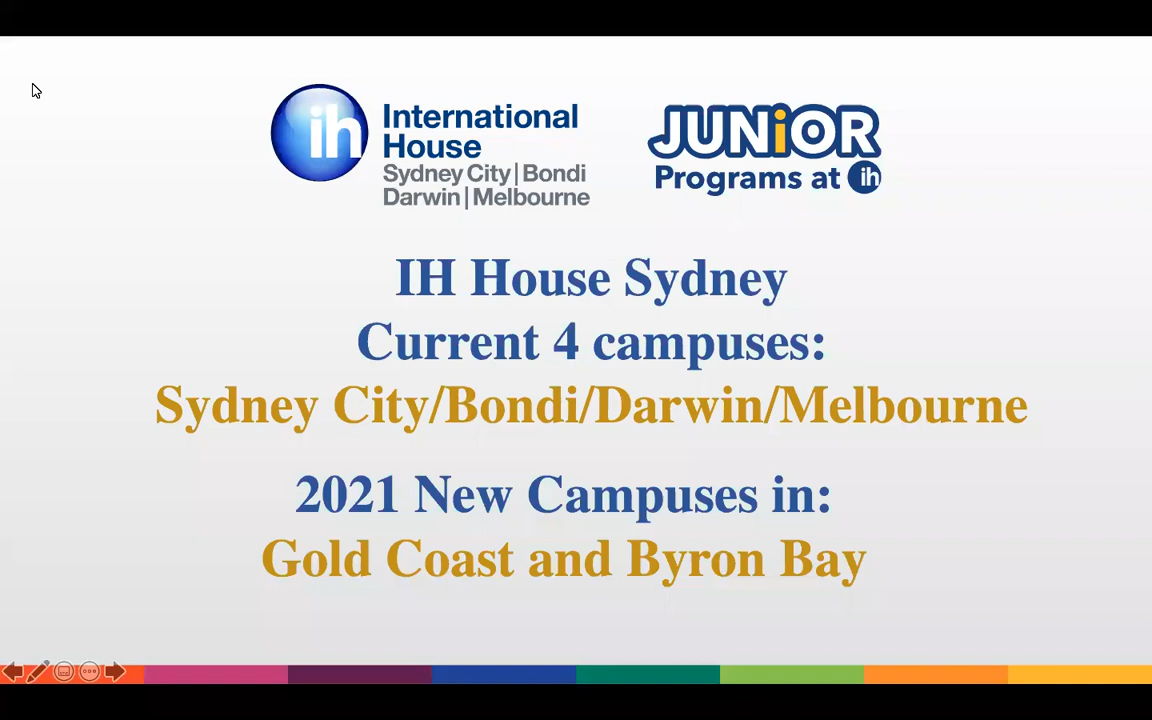 ih International
House
Sydney City|Bondi
Darwin|Melbourne
JUNiOR
Programs at ih
IH House Sydney
Current 4 campuses:
Sydney City/Bondi/Darwin/Melbourne
2021 New Campuses in:
Gold Coast and Byron Bay